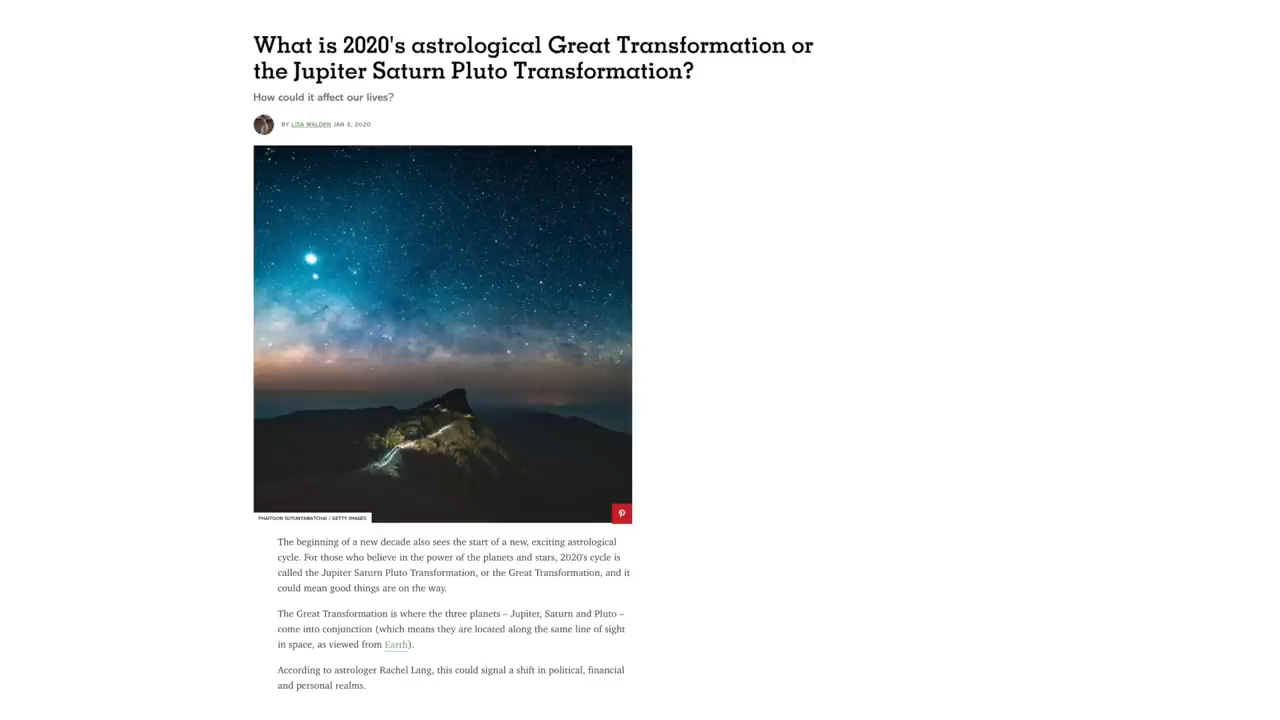 What is 2020's astrological Great Transformation or
the Jupiter Saturn Pluto Transformation?
How could it affect our lives?
BY LISA WALDEN JAN 3, 2020
PHAITOON SUTUNYAWATCHAI / GETTY IMAGES
The beginning of a new decade also sees the start of a new, exciting astrological
cycle. For those who believe in the power of the planets and stars, 2020's cycle is
called the Jupiter Saturn Pluto Transformation, or the Great Transformation, and it
could mean good things are on the way.
The Great Transformation is where the three planets – Jupiter, Saturn and Pluto –
come into conjunction (which means they are located along the same line of sight
in space, as viewed from Earth).
According to astrologer Rachel Lang, this could signal a shift in political, financial
and personal realms.